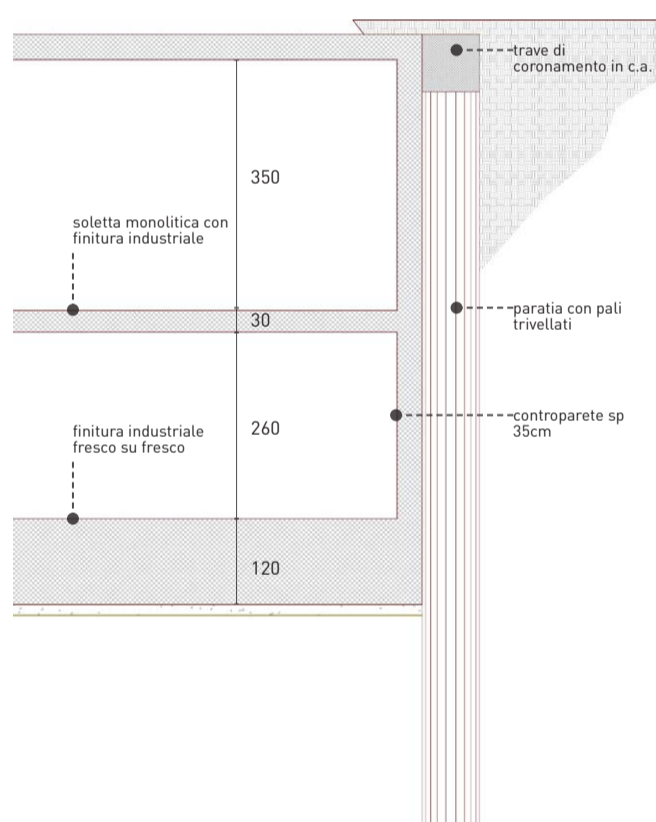 trave di
coronamento in c.a.
350
soletta monolitica con
finitura industriale
30
paratia con pali
trivellati
260
controparete sp
35cm
finitura industriale
fresco su fresco
120